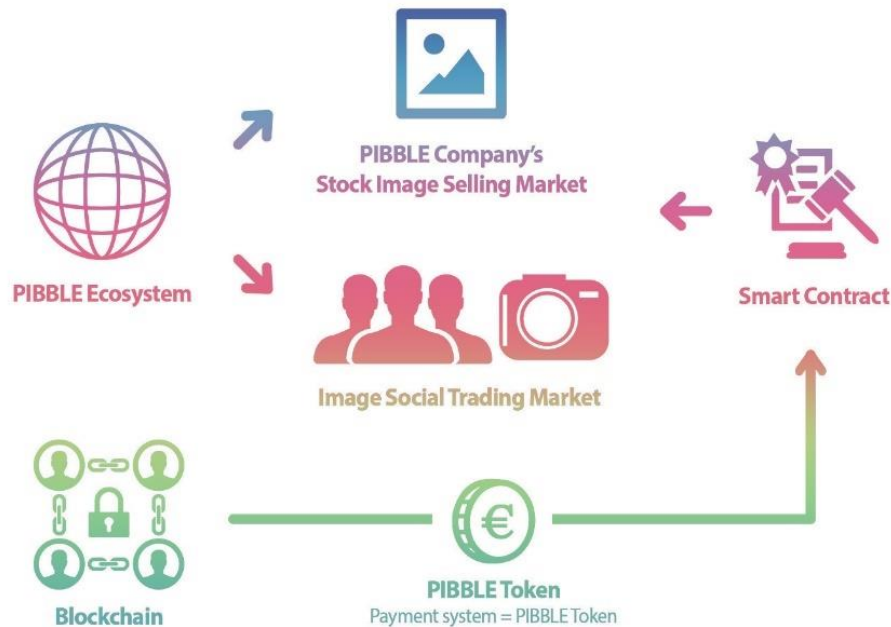 PIBBLE Company's
Stock Image Selling Market
PIBBLE Ecosystem
Smart Contract
Image Social Trading Market
€
PIBBLE Token
Payment system = PIBBLE Token
Blockchain